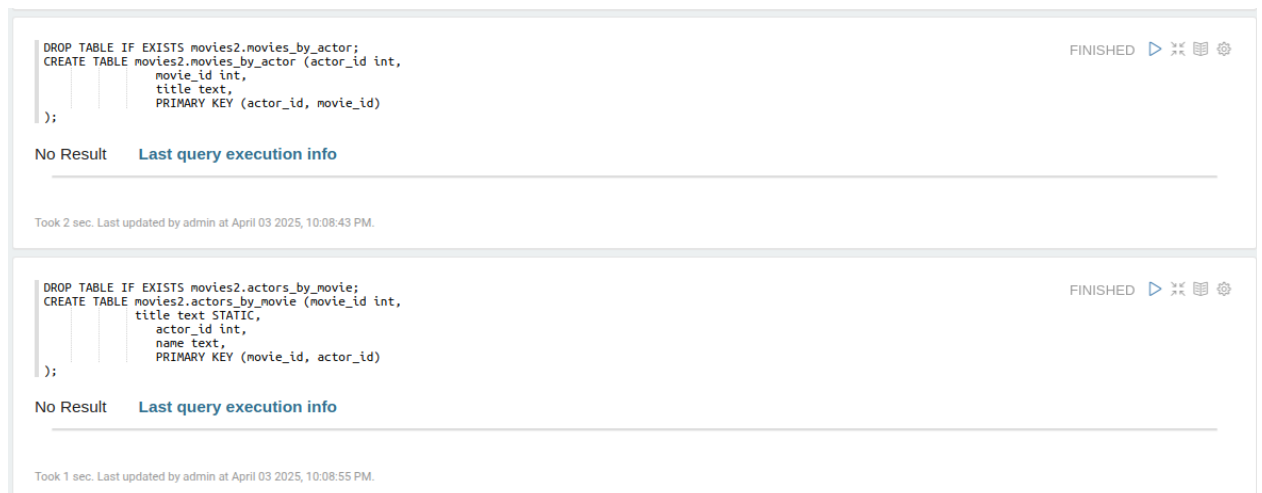 DROP TABLE IF EXISTS movies2.movies_by_actor;
FINISHED
CREATE TABLE movies2.movies_by_actor (actor_id int,
movie_id int,
title text,
PRIMARY KEY (actor_id, movie_id)
);
No Result Last query execution info
Took 2 sec. Last updated by admin at April 03 2025, 10:08:43 PM.
DROP TABLE IF EXISTS movies2.actors_by_movie;
FINISHED
CREATE TABLE movies2.actors_by_movie (movie_id int,
title text STATIC,
actor_id int,
name text,
PRIMARY KEY (movie_id, actor_id)
);
No Result Last query execution info
Took 1 sec. Last updated by admin at April 03 2025, 10:08:55 PM.